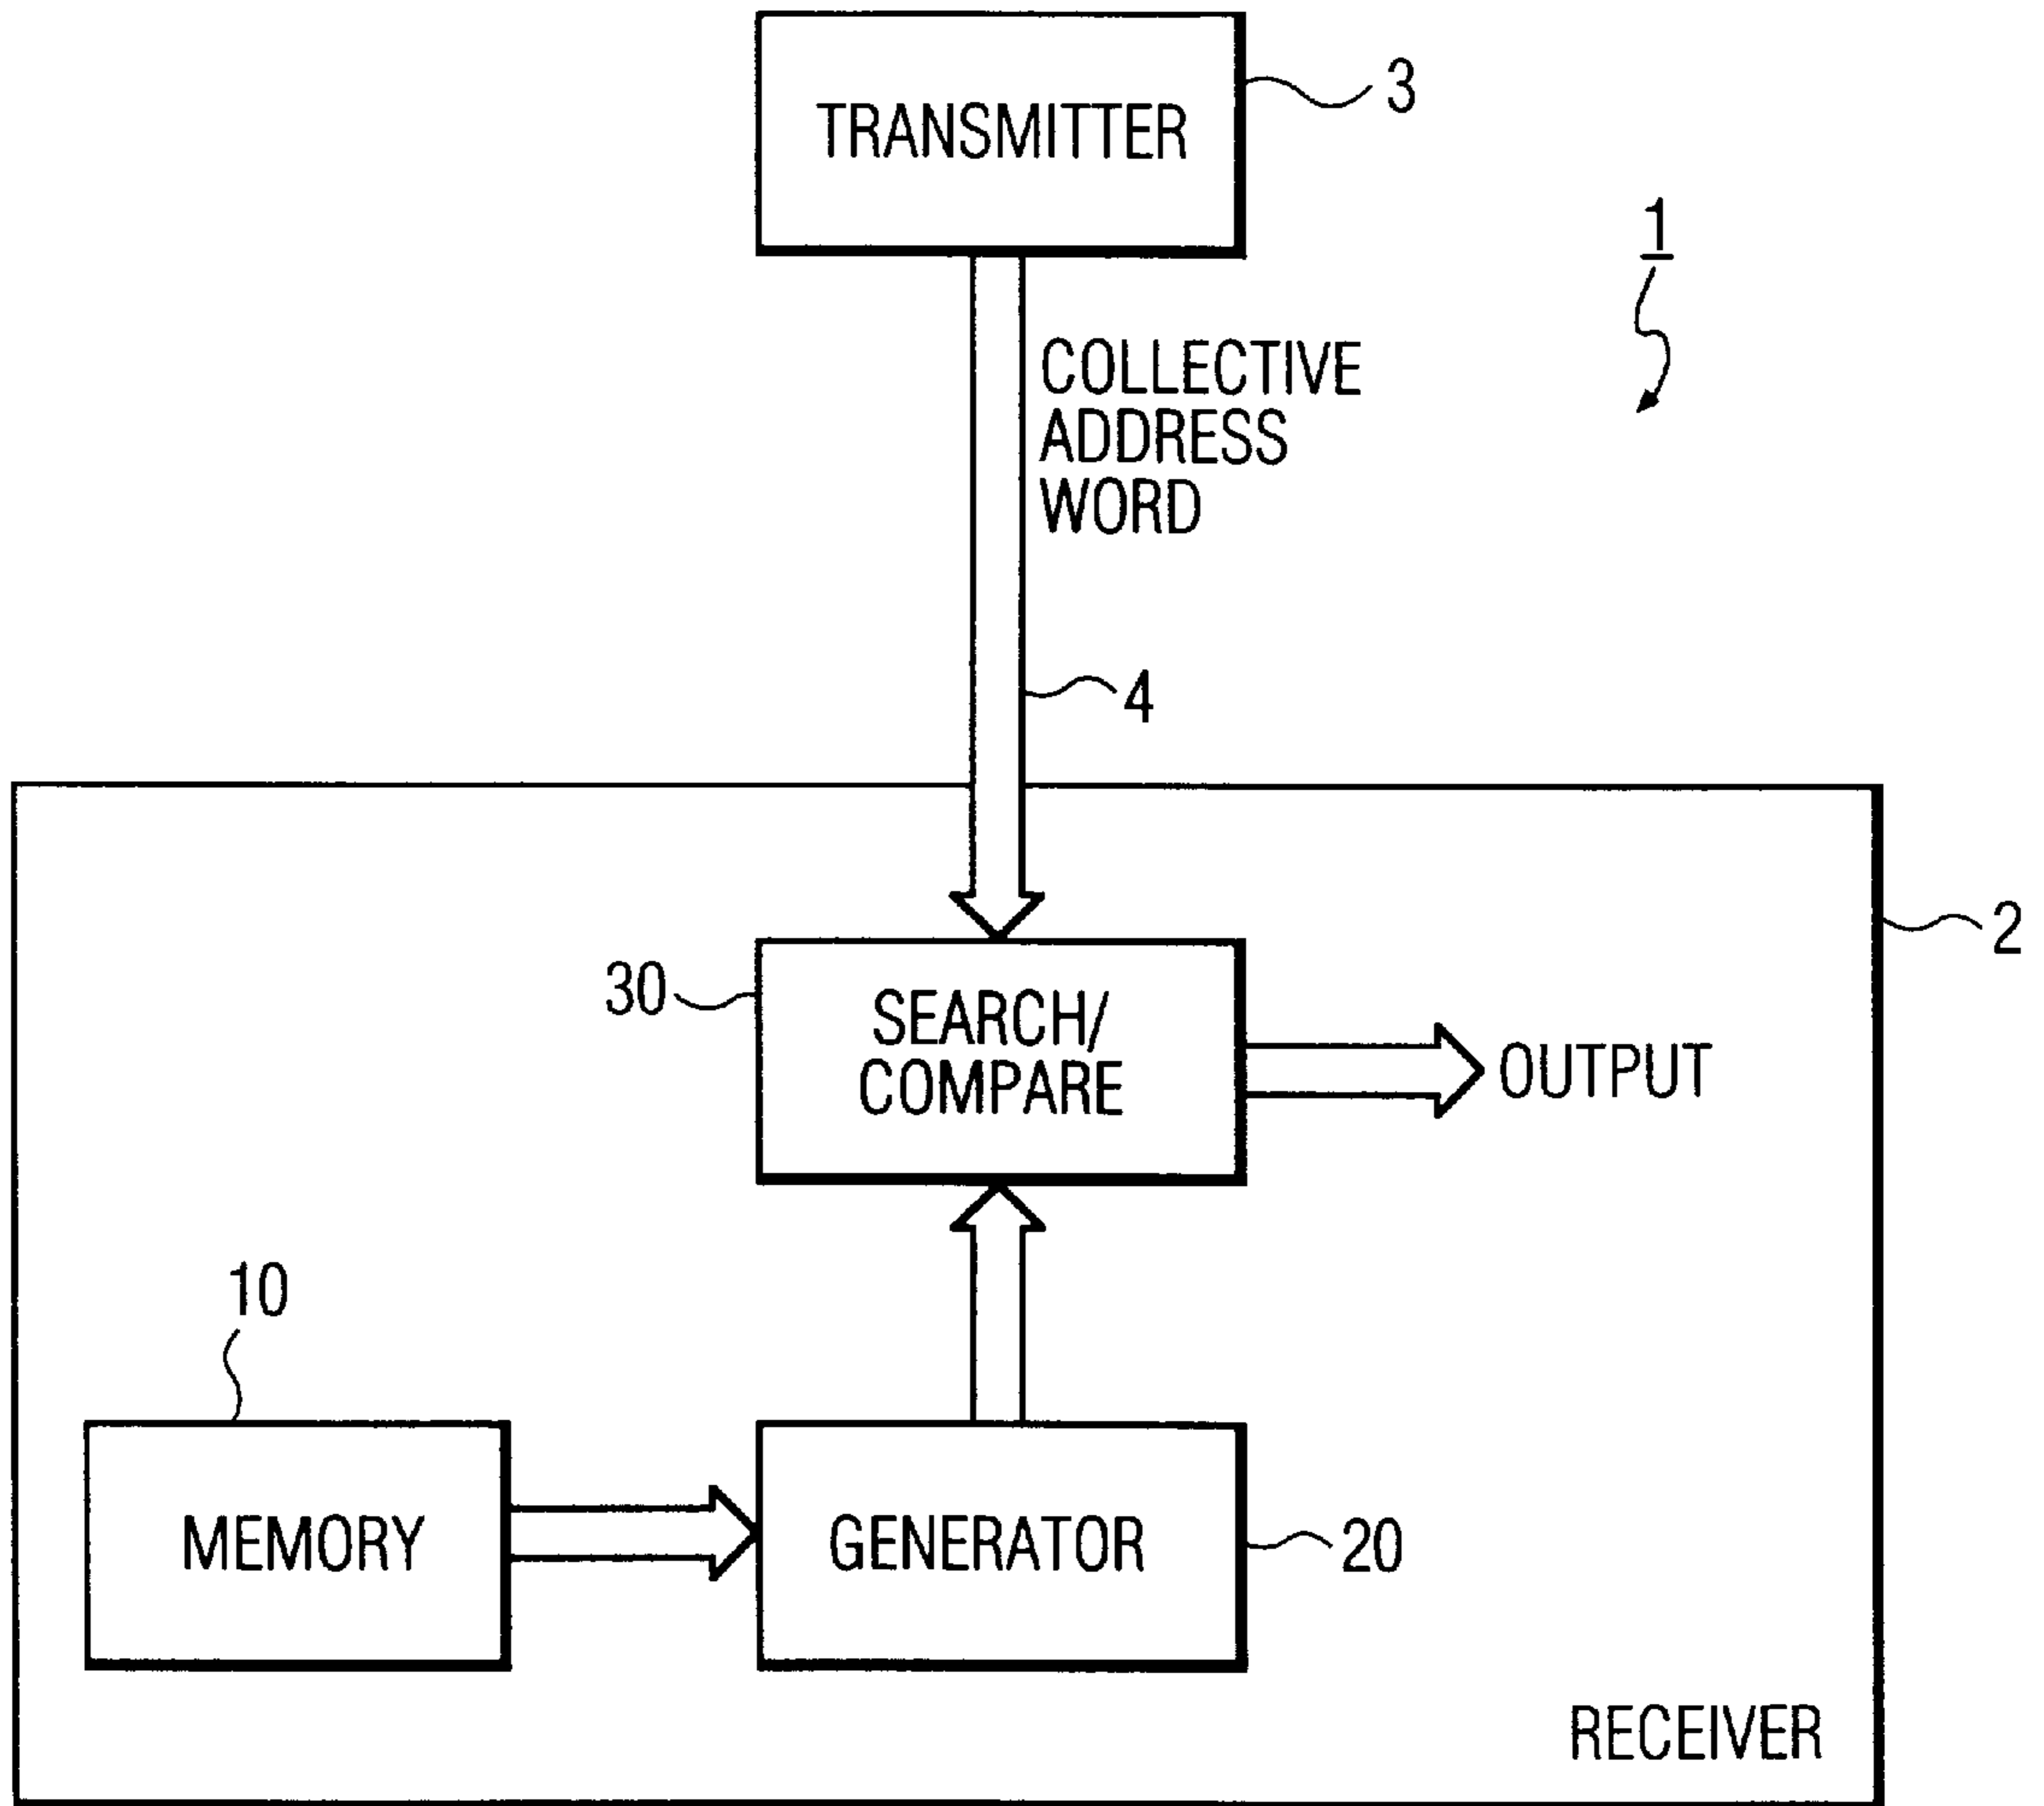 TRANSMITTER
3
1
COLLECTIVE
ADDRESS
WORD
4
2
30
SEARCH/
COMPARE
OUTPUT
10
MEMORY
GENERATOR
20
RECEIVER